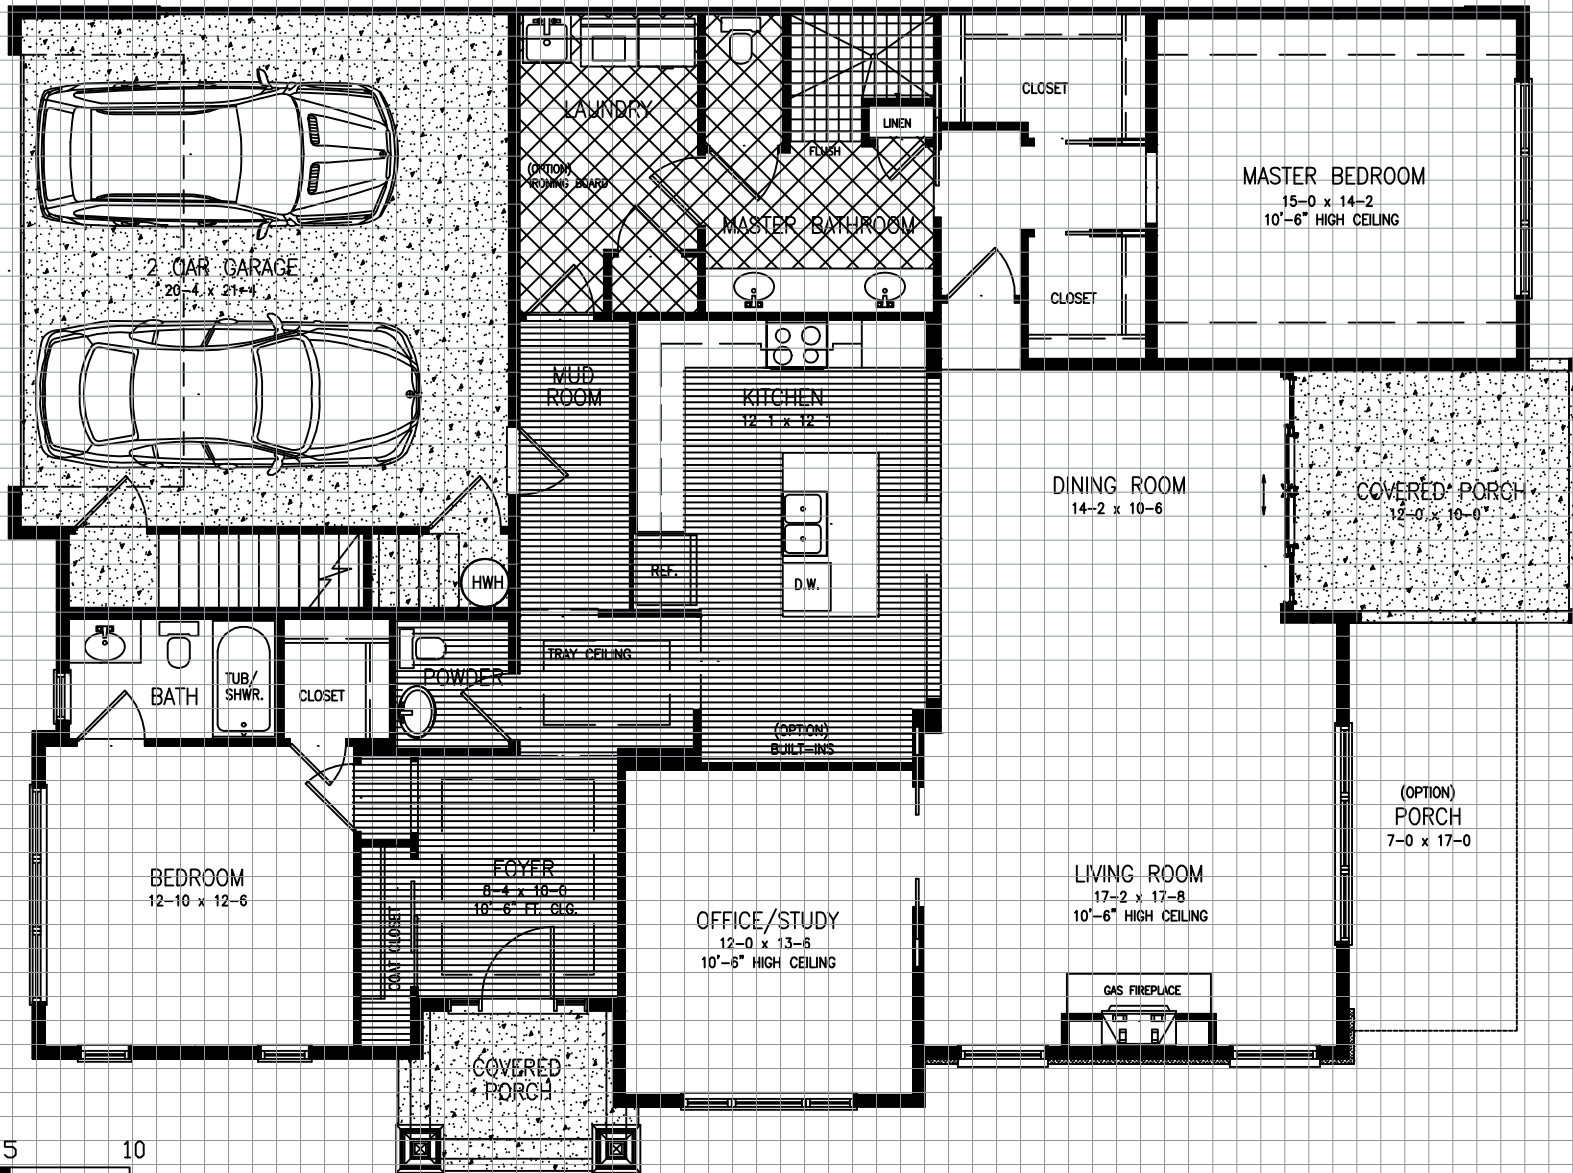 LAUNDRY
(OPTION)
IRONING BOARD
FLUSH
LINEN
MASTER BATHROOM
CLOSET
MASTER BEDROOM
15-0 x 14-2
10'-6" HIGH CEILING
2 CAR GARAGE
20-4 x 21-4
CLOSET
MUD
ROOM
KITCHEN
12-1 x 12-1
DINING ROOM
14-2 x 10-6
COVERED PORCH
12-0 x 10-0
HWH
REF.
D.W.
TRAY CEILING
POWDER
BATH
TUB/
SHWR.
CLOSET
(OPTION)
BUILT-INS
(OPTION)
PORCH
7-0 x 17-0
BEDROOM
12-10 x 12-6
FOYER
8-4 x 10-0
10'-6" FT. CLG.
COAT CLOSET
OFFICE/STUDY
12-0 x 13-6
10'-6" HIGH CEILING
LIVING ROOM
17-2 x 17-8
10'-6" HIGH CEILING
GAS FIREPLACE
COVERED
PORCH
5 10